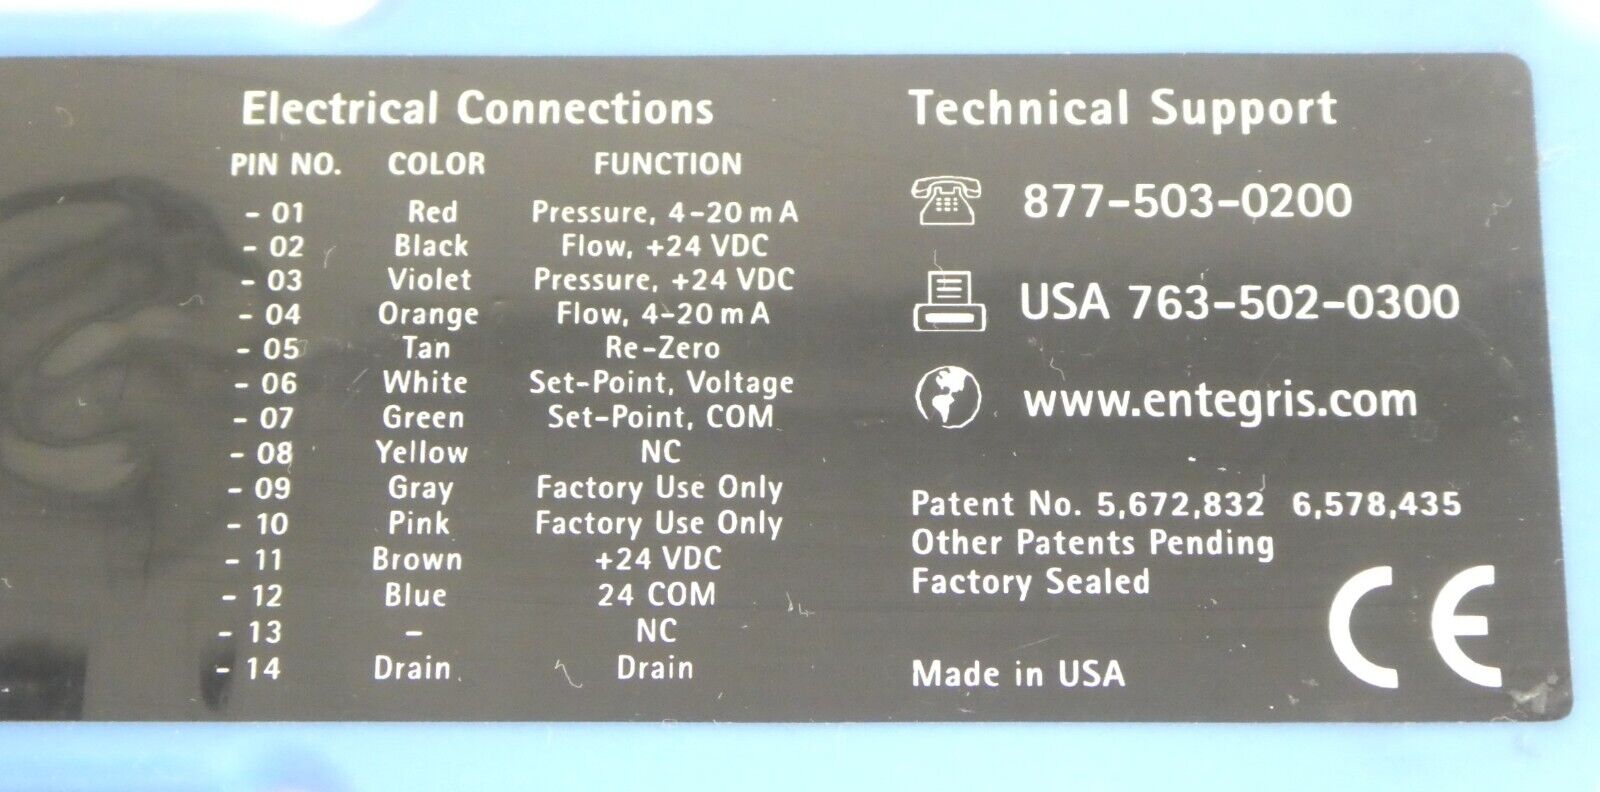 Electrical Connections
PIN NO. COLOR FUNCTION
- 01 Red Pressure, 4-20 mA
- 02 Black Flow, +24 VDC
- 03 Violet Pressure, +24 VDC
- 04 Orange Flow, 4-20 mA
- 05 Tan Re-Zero
- 06 White Set-Point, Voltage
- 07 Green Set-Point, COM
- 08 Yellow NC
- 09 Gray Factory Use Only
- 10 Pink Factory Use Only
- 11 Brown +24 VDC
- 12 Blue 24 COM
- 13 - NC
- 14 Drain Drain
Technical Support
877-503-0200
USA 763-502-0300
www.entegris.com
Patent No. 5,672,832 6,578,435
Other Patents Pending
Factory Sealed
CE
Made in USA